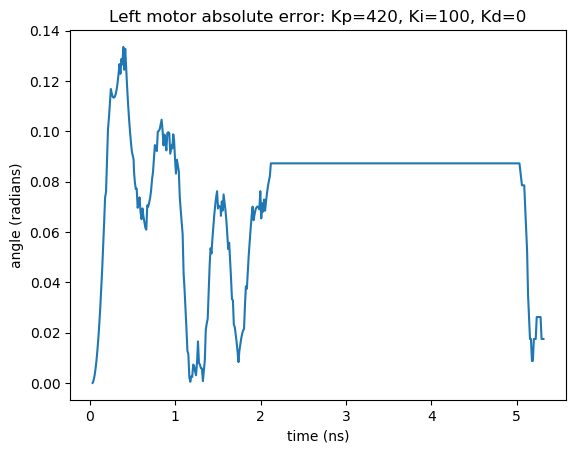 Left motor absolute error: Kp=420, Ki=100, Kd=0
0.14
0.12
0.10
0.08
0.06
0.04
0.02
0.00
angle (radians)
0 1 2 3 4 5
time (ns)